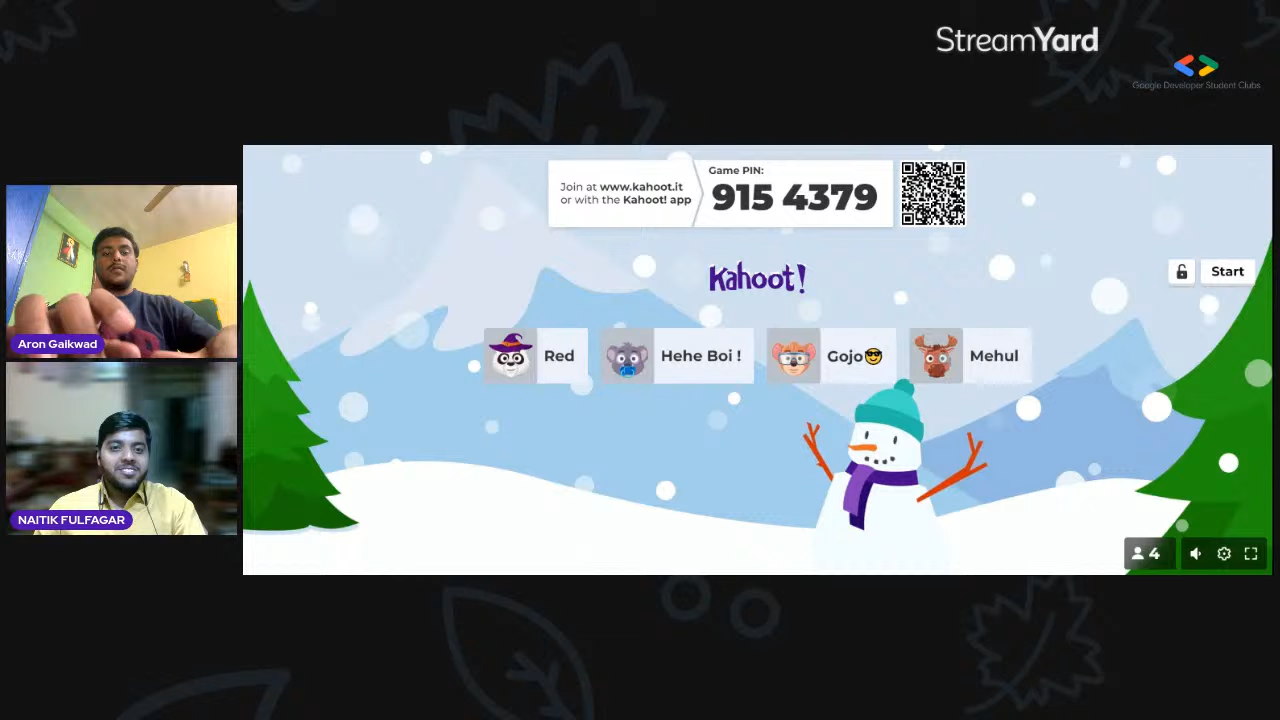 StreamYard
Google Developer Student Clubs
Join at www.kahoot.it
or with the Kahoot! app
Game PIN:
915 4379
Kahoot!
Start
Red
Hehe Boi !
Gojo😎
Mehul
Aron Gaikwad
NAITIK FULFAGAR
4